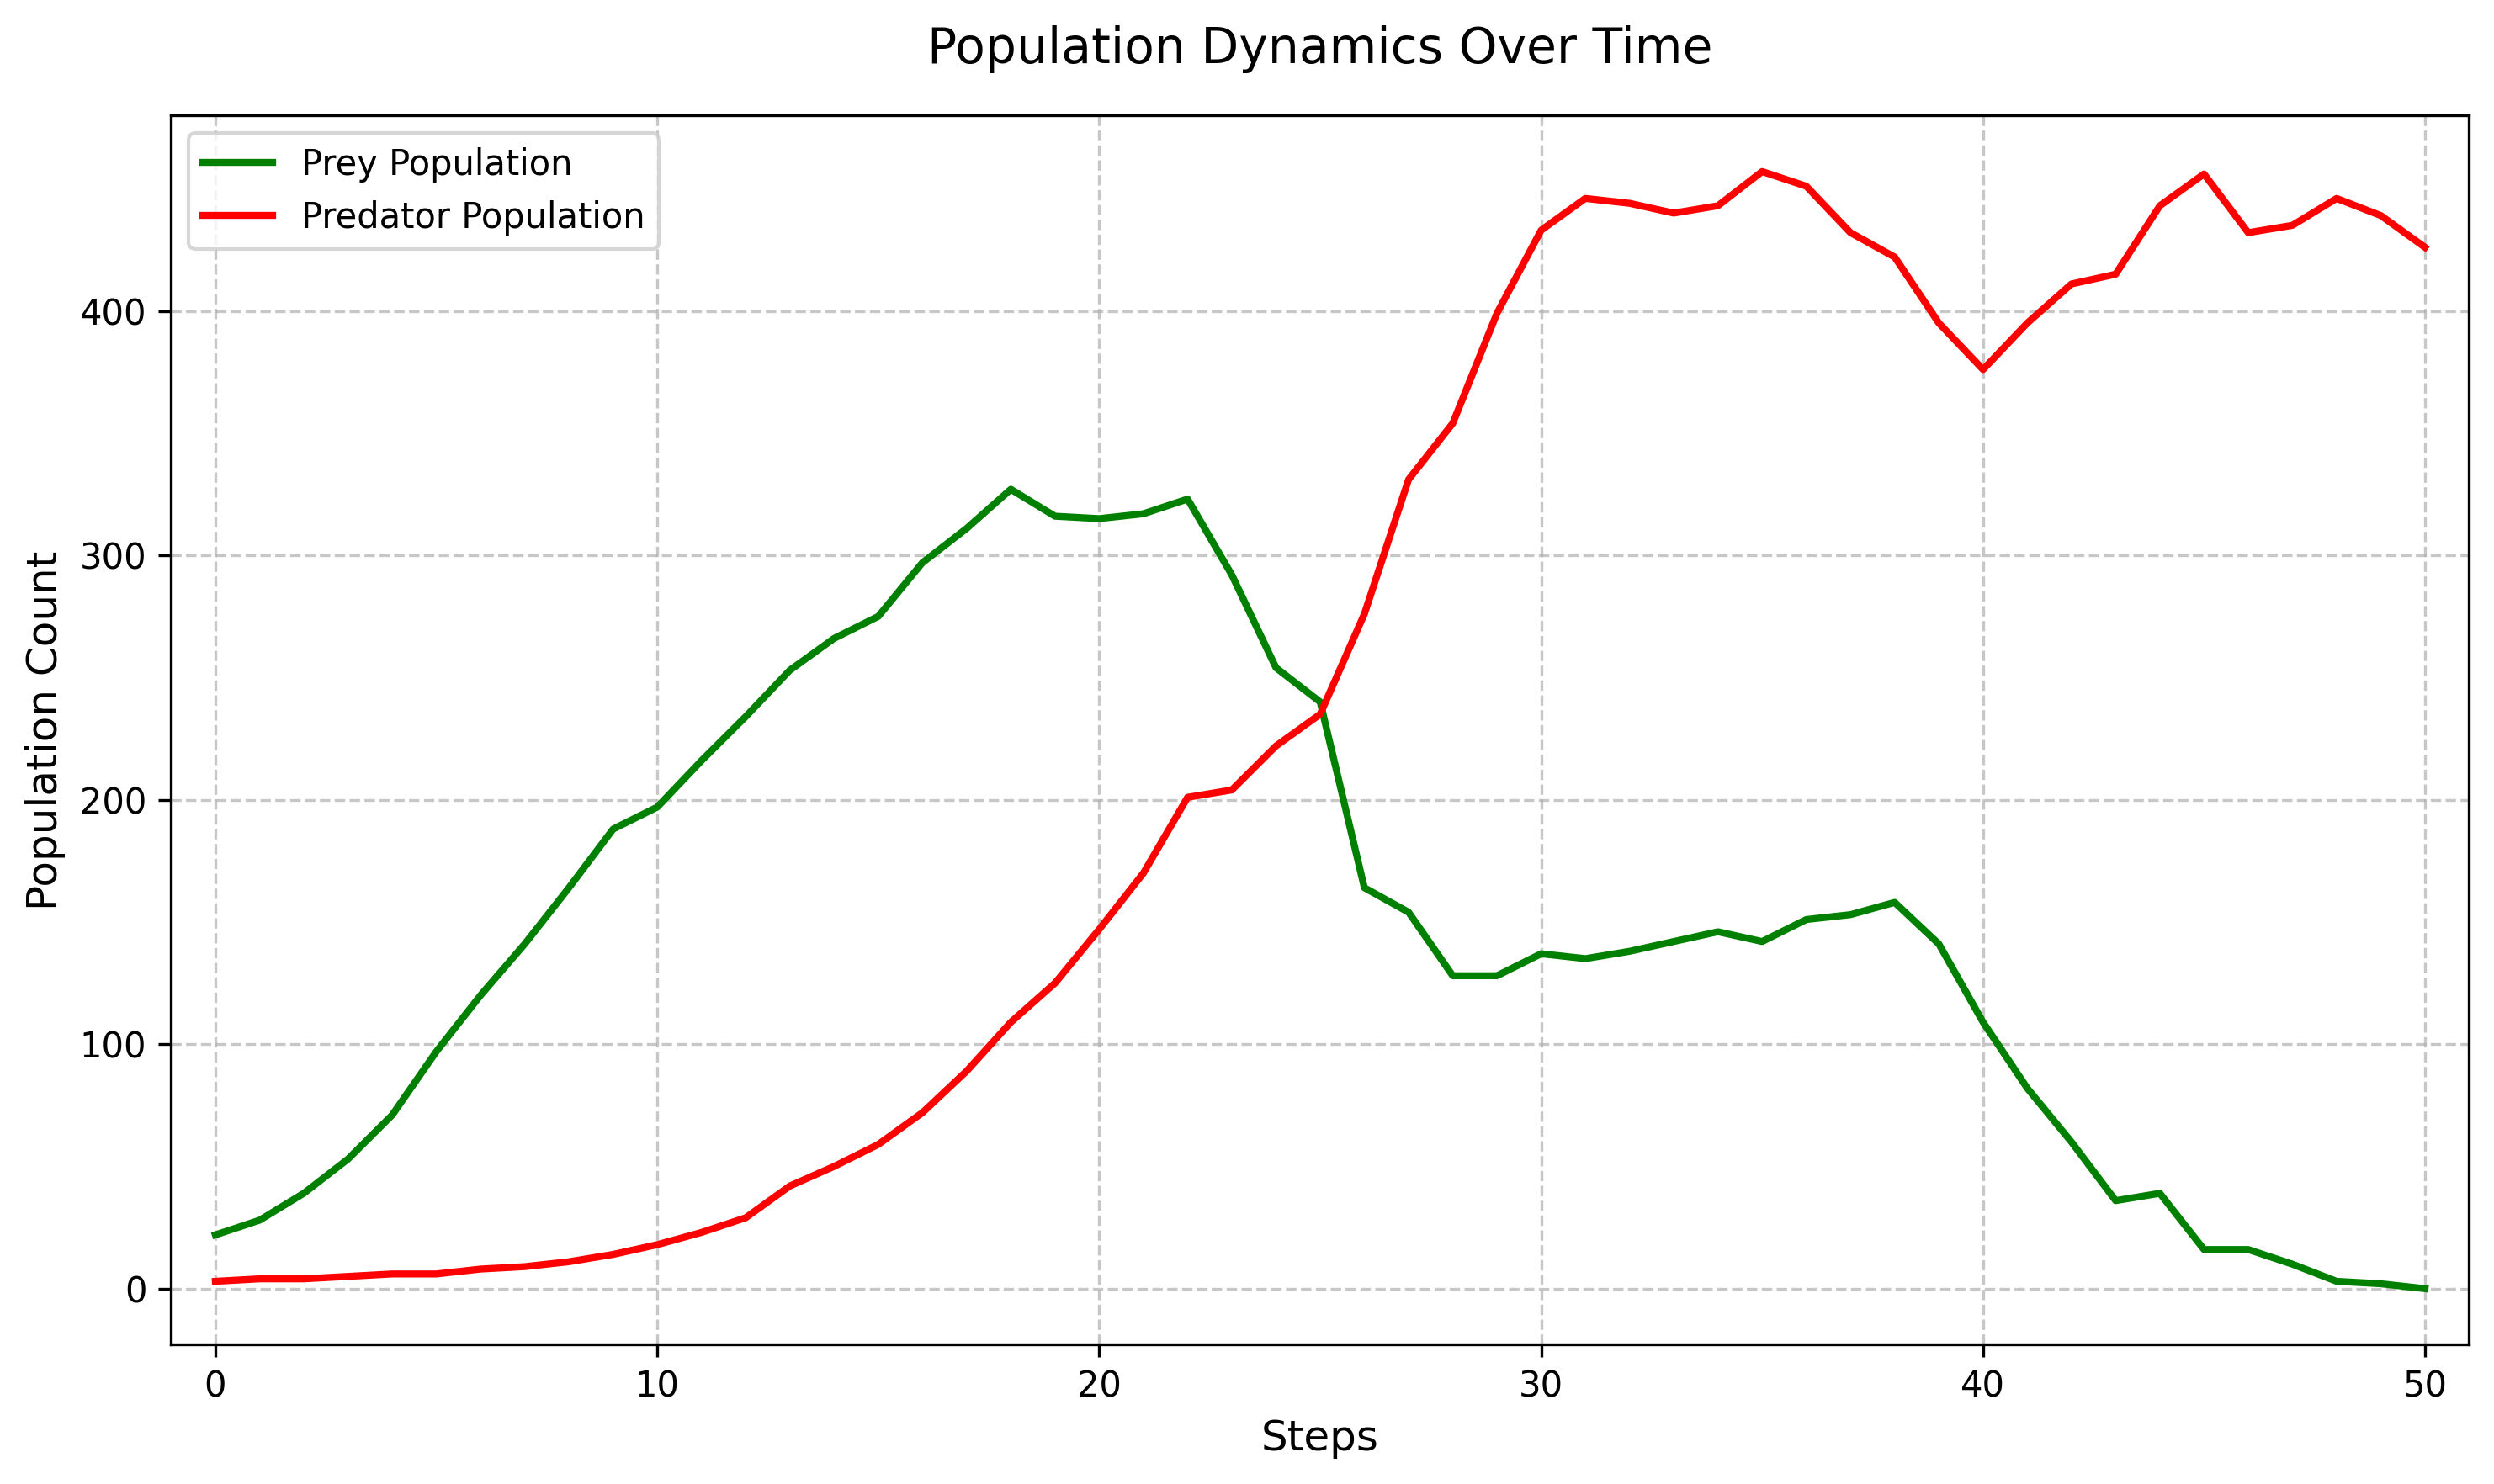 Population Dynamics Over Time
Prey Population
Predator Population
Population Count
400
300
200
100
0
0 10 20 30 40 50
Steps